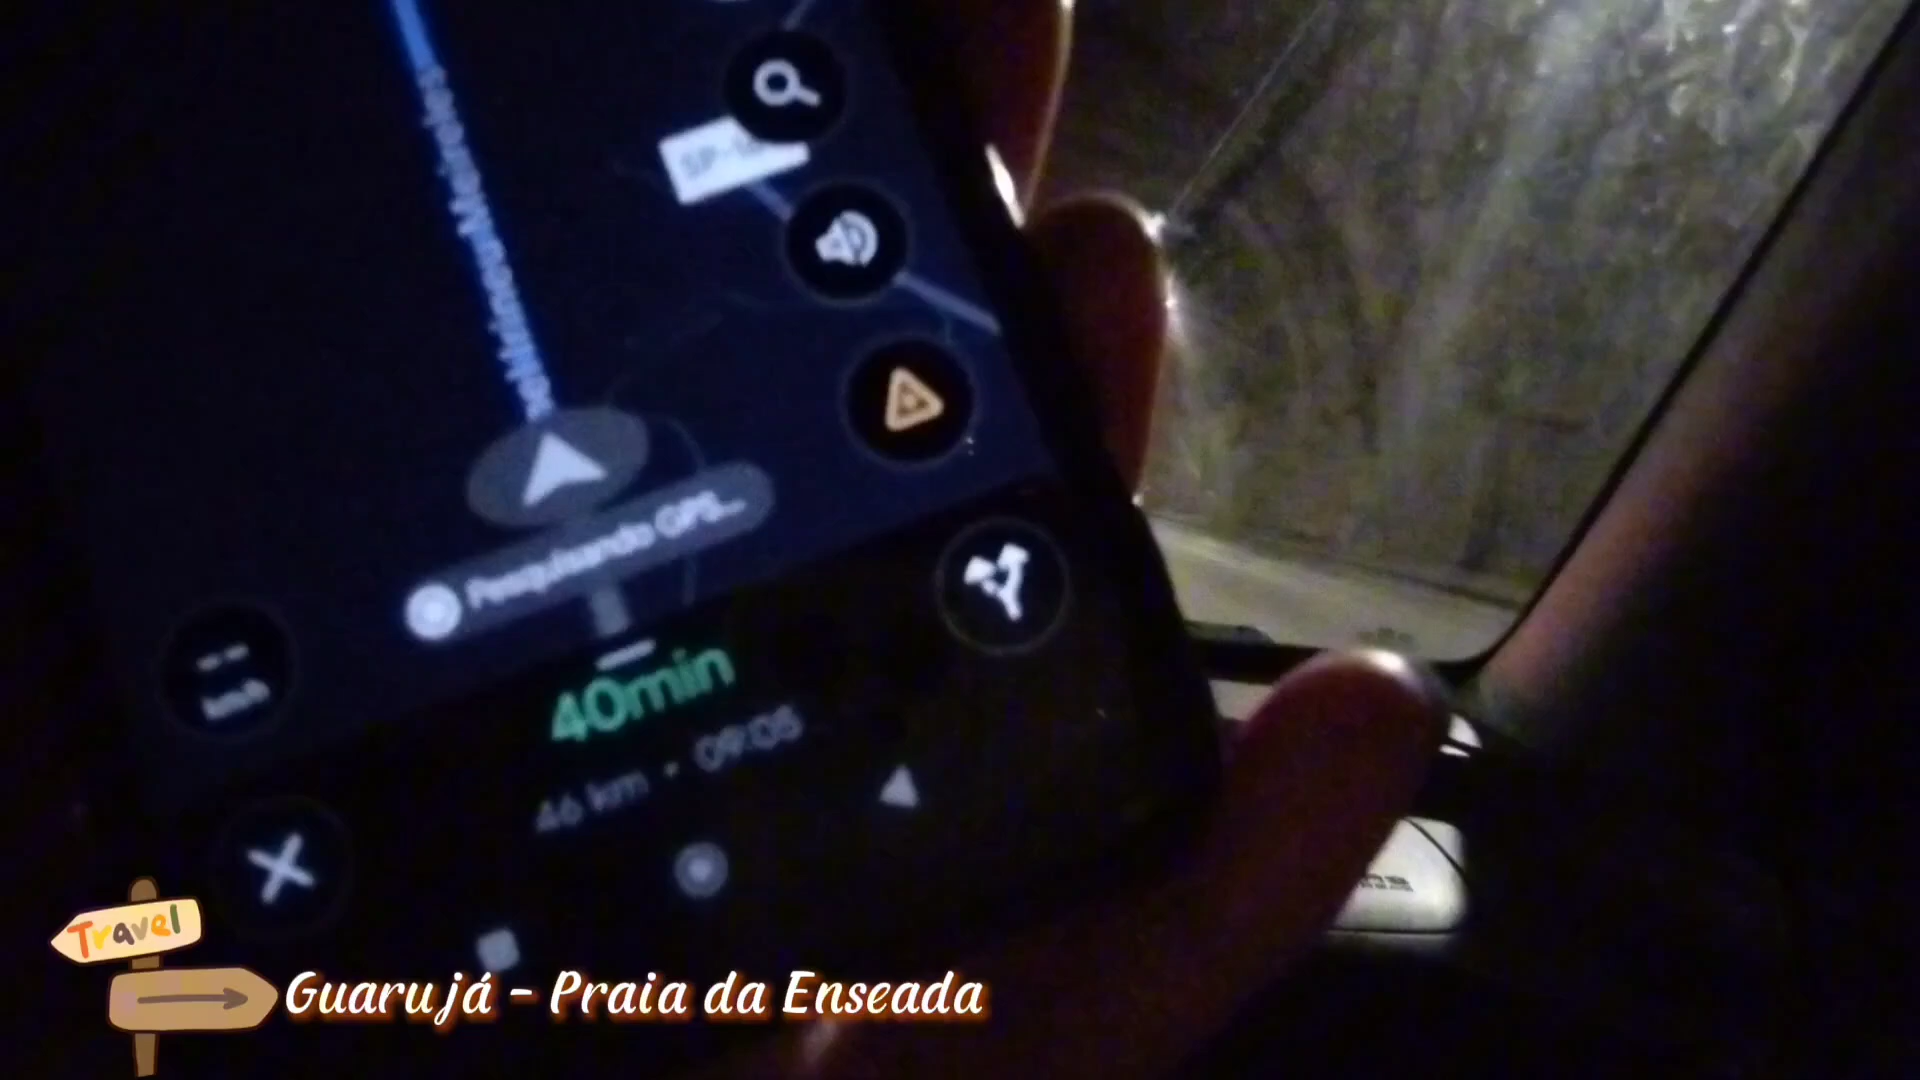 SP-
Pesquisando GPS...
km/h
40min
46 km • 09:05
Travel
Guarujá - Praia da Enseada